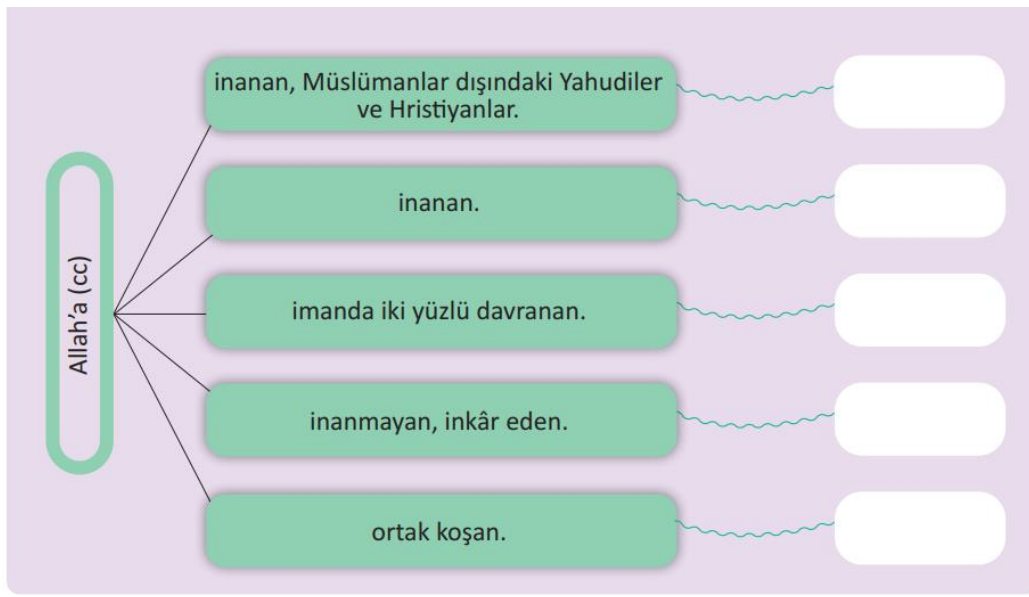 Allah'a (cc)
inanan, Müslümanlar dışındaki Yahudiler
ve Hristiyanlar.
inanan.
imanda iki yüzlü davranan.
inanmayan, inkâr eden.
ortak koşan.